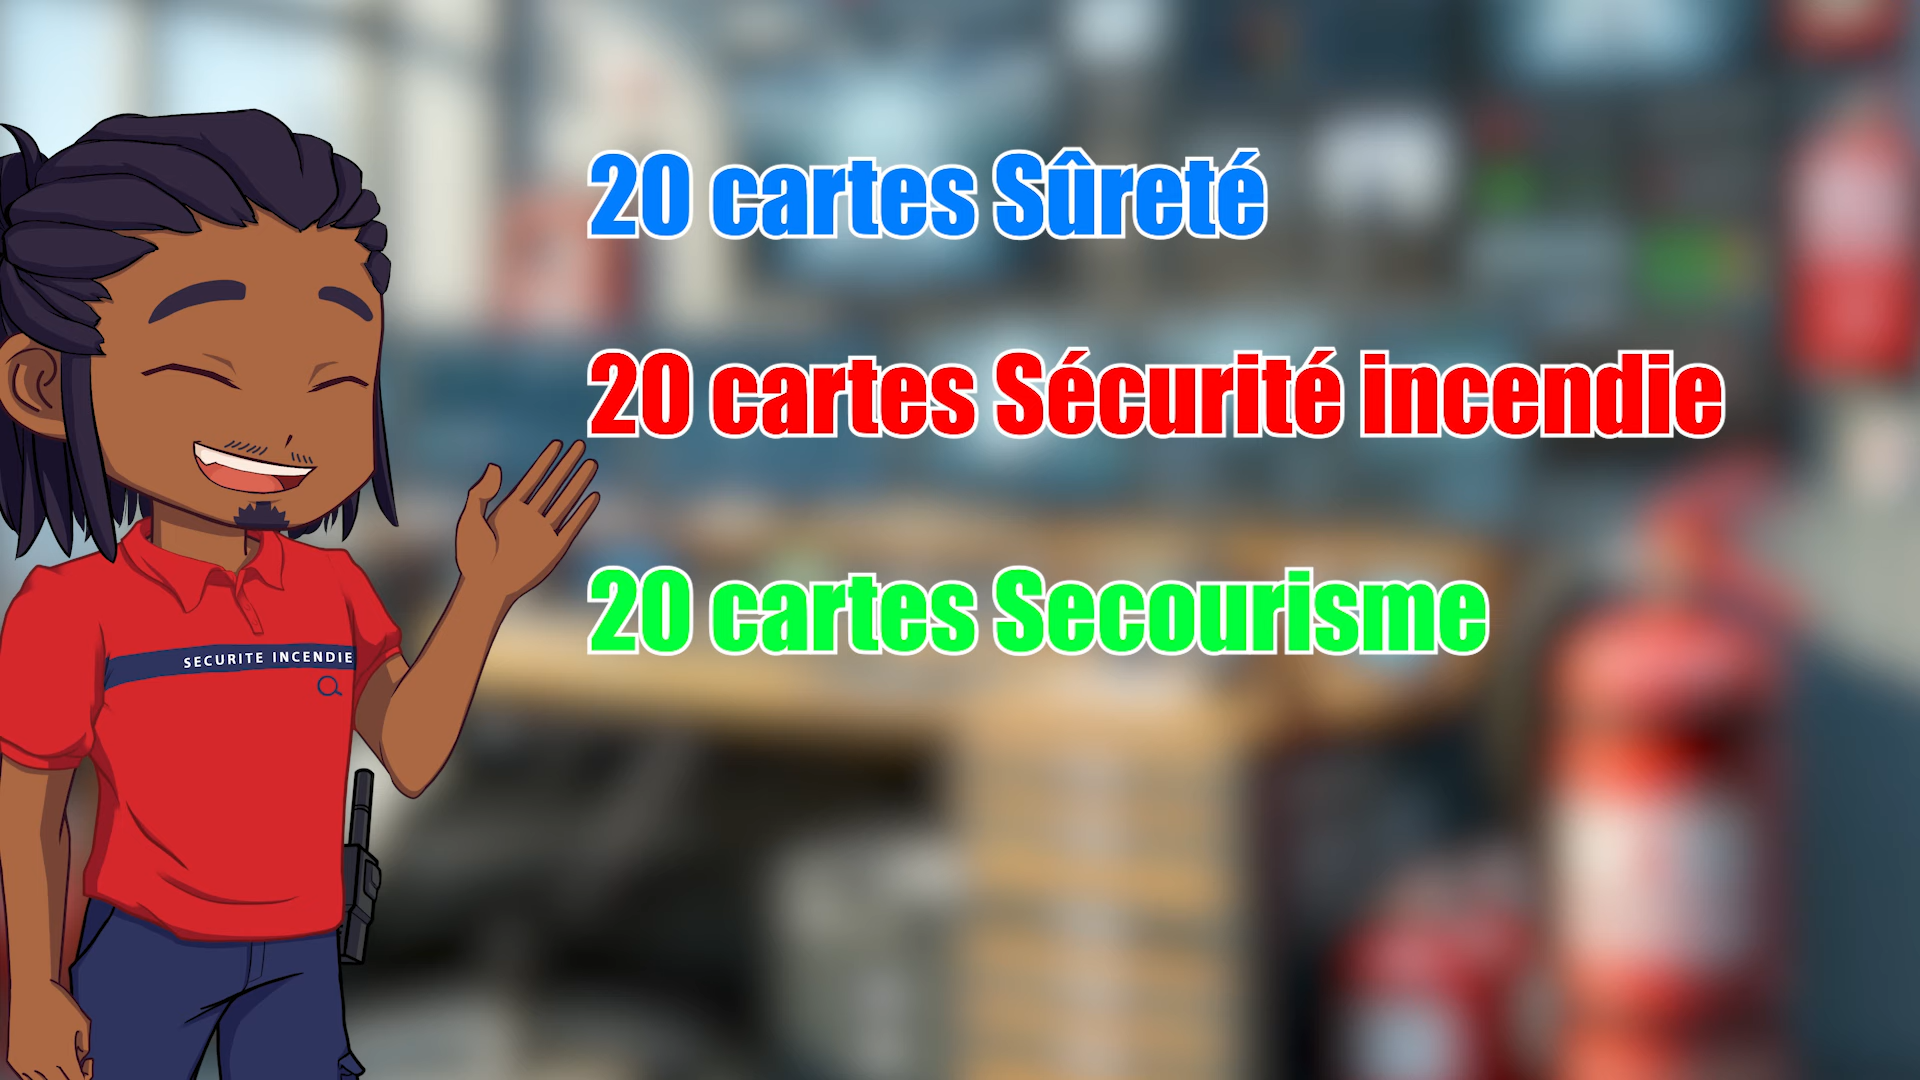 20 cartes Sûreté
20 cartes Sécurité incendie
20 cartes Secourisme
SECURITE INCENDIE